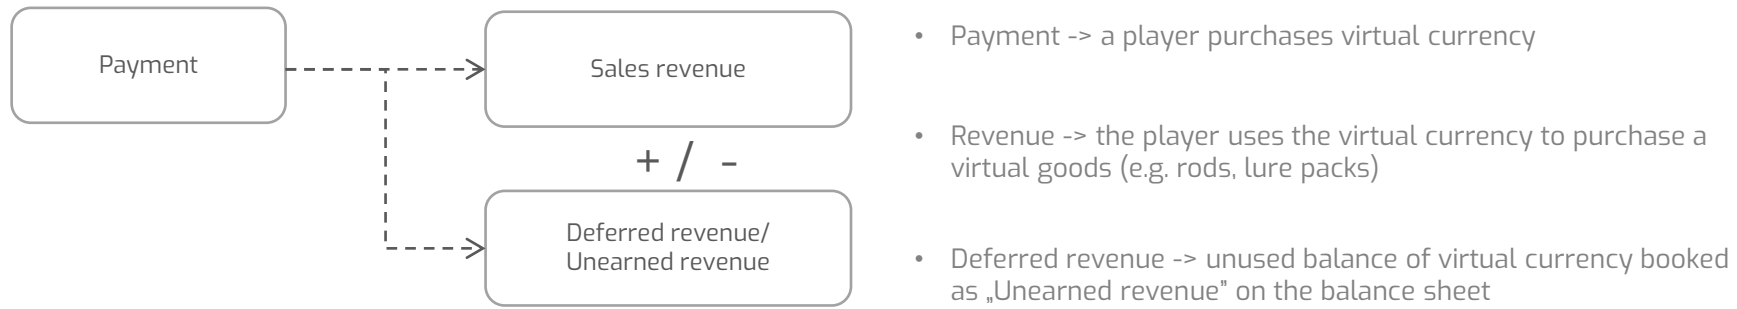 Payment
Sales revenue
+ / -
Deferred revenue/
Unearned revenue
• Payment -> a player purchases virtual currency
• Revenue -> the player uses the virtual currency to purchase a
virtual goods (e.g. rods, lure packs)
• Deferred revenue -> unused balance of virtual currency booked
as „Unearned revenue” on the balance sheet